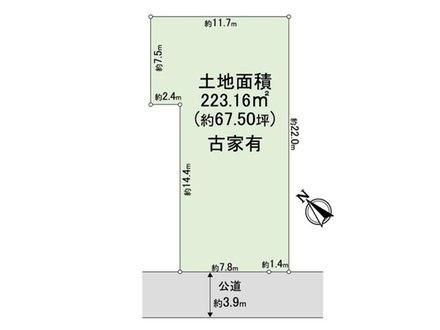 約11.7m
約7.5m
約2.4m
土地面積
223.16㎡
(約67.50坪)
古家有
約22.0m
約14.4m
N
約7.8m
約1.4m
公道
約3.9m